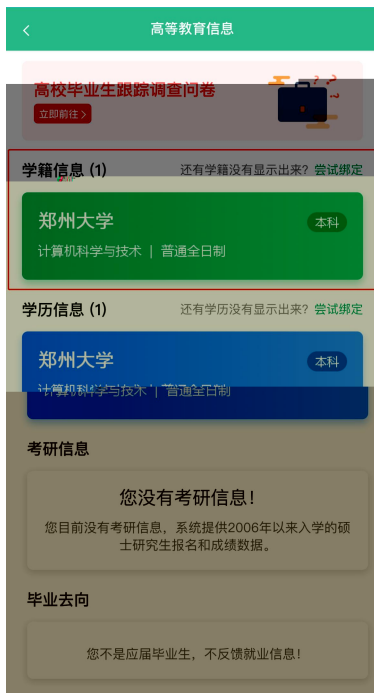 高等教育信息
高校毕业生跟踪调查问卷
立即前往>
学籍信息 (1) 还有学籍没有显示出来? 尝试绑定
郑州大学 本科
计算机科学与技术 | 普通全日制
学历信息 (1) 还有学历没有显示出来? 尝试绑定
郑州大学 本科
计算机科学与技术 | 普通全日制
考研信息
您没有考研信息!
您目前没有考研信息, 系统提供2006年以来入学的硕
士研究生报名和成绩数据。
毕业去向
您不是应届毕业生, 不反馈就业信息!